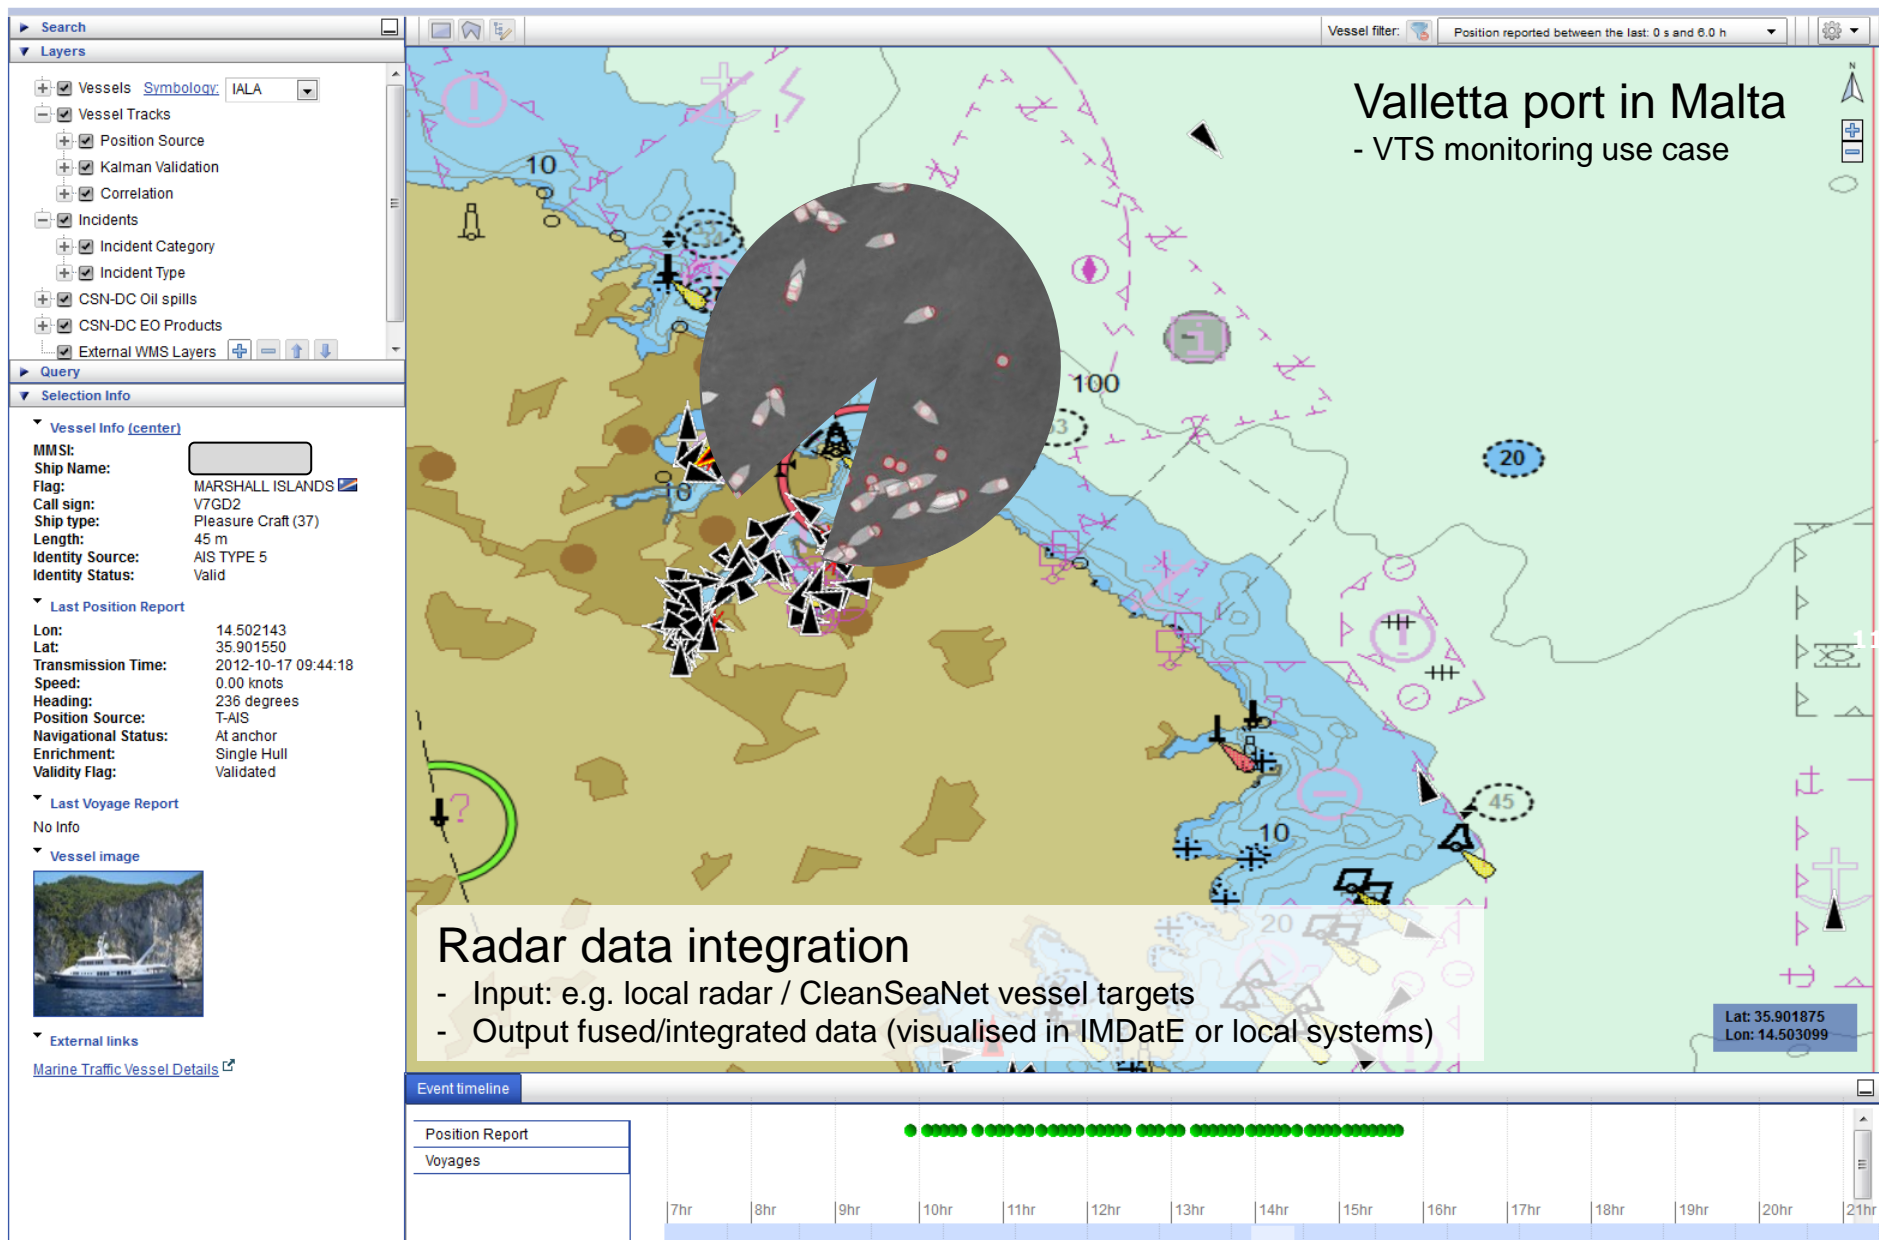 Search
Layers
Vessels Symbology: IALA
Vessel Tracks
Position Source
Kalman Validation
Correlation
Incidents
Incident Category
Incident Type
CSN-DC Oil spills
CSN-DC EO Products
External WMS Layers
Query
Selection Info
Vessel Info (center)
MMSI:
Ship Name:
Flag: MARSHALL ISLANDS
Call sign: V7GD2
Ship type: Pleasure Craft (37)
Length: 45 m
Identity Source: AIS TYPE 5
Identity Status: Valid
Last Position Report
Lon: 14.502143
Lat: 35.901550
Transmission Time: 2012-10-17 09:44:18
Speed: 0.00 knots
Heading: 236 degrees
Position Source: T-AIS
Navigational Status: At anchor
Enrichment: Single Hull
Validity Flag: Validated
Last Voyage Report
No Info
Vessel image
External links
Marine Traffic Vessel Details
Vessel filter: Position reported between the last: 0 s and 6.0 h
Valletta port in Malta
- VTS monitoring use case
N
10
34
27
100
20
10
11
45
10
20
Radar data integration
- Input: e.g. local radar / CleanSeaNet vessel targets
- Output fused/integrated data (visualised in IMDatE or local systems)
Lat: 35.901875
Lon: 14.503099
Event timeline
Position Report
Voyages
7hr 8hr 9hr 10hr 11hr 12hr 13hr 14hr 15hr 16hr 17hr 18hr 19hr 20hr 21hr